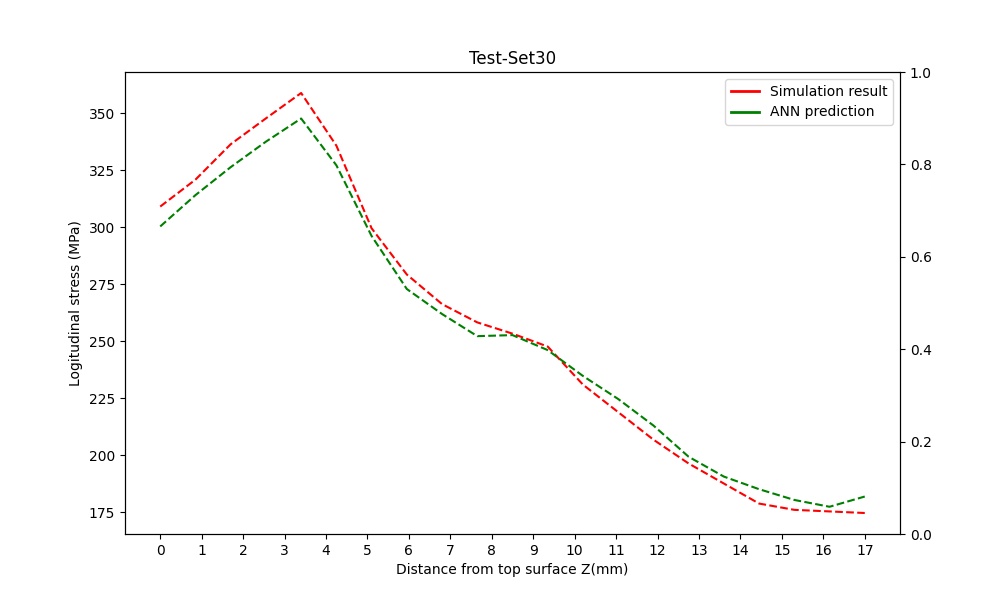 Test-Set30
Simulation result
ANN prediction
Logitudinal stress (MPa)
350
325
300
275
250
225
200
175
1.0
0.8
0.6
0.4
0.2
0.0
0 1 2 3 4 5 6 7 8 9 10 11 12 13 14 15 16 17
Distance from top surface Z(mm)